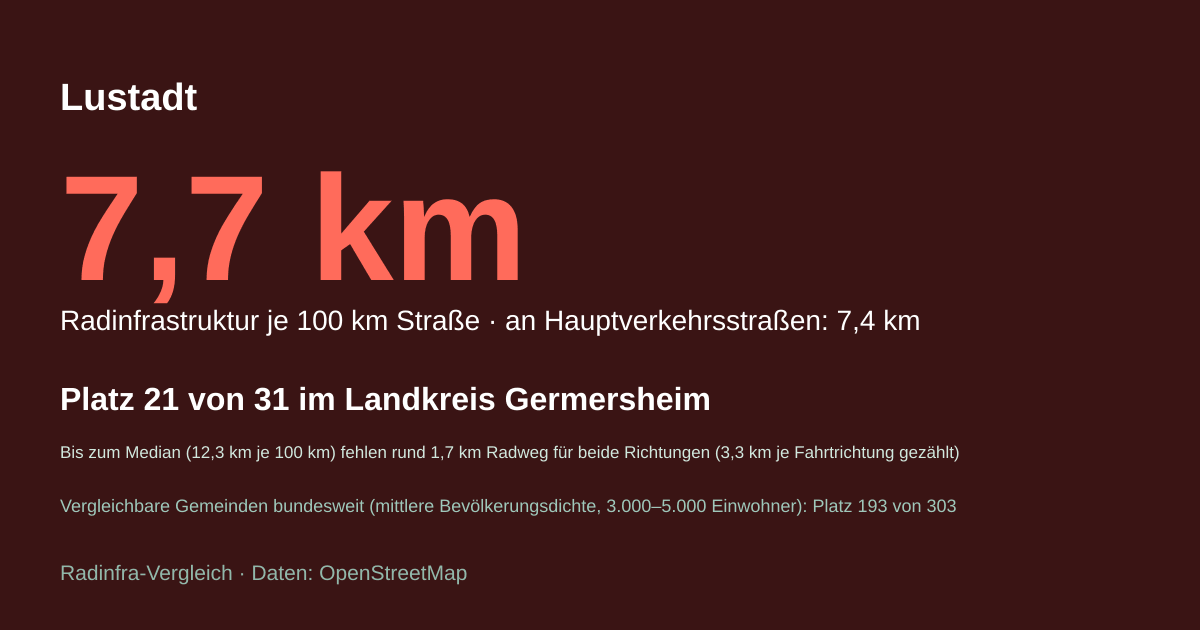 Lustadt
7,7 km
Radinfrastruktur je 100 km Straße · an Hauptverkehrsstraßen: 7,4 km
Platz 21 von 31 im Landkreis Germersheim
Bis zum Median (12,3 km je 100 km) fehlen rund 1,7 km Radweg für beide Richtungen (3,3 km je Fahrtrichtung gezählt)
Vergleichbare Gemeinden bundesweit (mittlere Bevölkerungsdichte, 3.000–5.000 Einwohner): Platz 193 von 303
Radinfra-Vergleich · Daten: OpenStreetMap